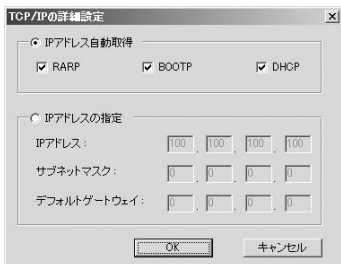 TCP/IPの詳細設定
IPアドレス自動取得
RARP BOOTP DHCP
IPアドレスの指定
IPアドレス： 100 . 100 . 100 . 100
サブネットマスク： 0 . 0 . 0 . 0
デフォルトゲートウェイ： 0 . 0 . 0 . 0
OK キャンセル